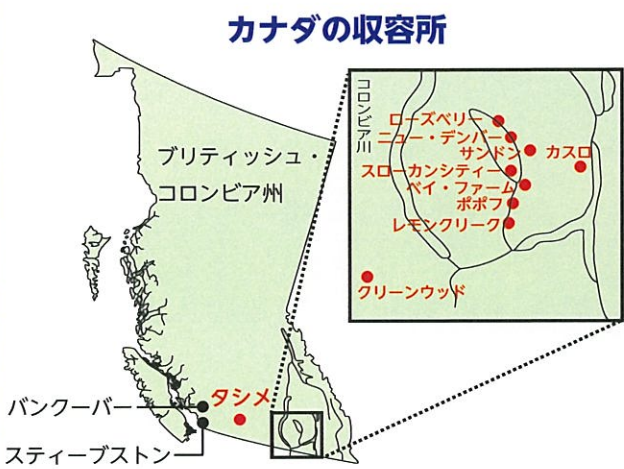 カナダの収容所
ブリティッシュ・
コロンビア州
コロンビア川
ローズベリー
ニュー・デンバー
サンドン
カスロ
スローカンシティー
ベイ・ファーム
ポポフ
レモンクリーク
グリーンウッド
タシメ
バンクーバー
スティーブストン